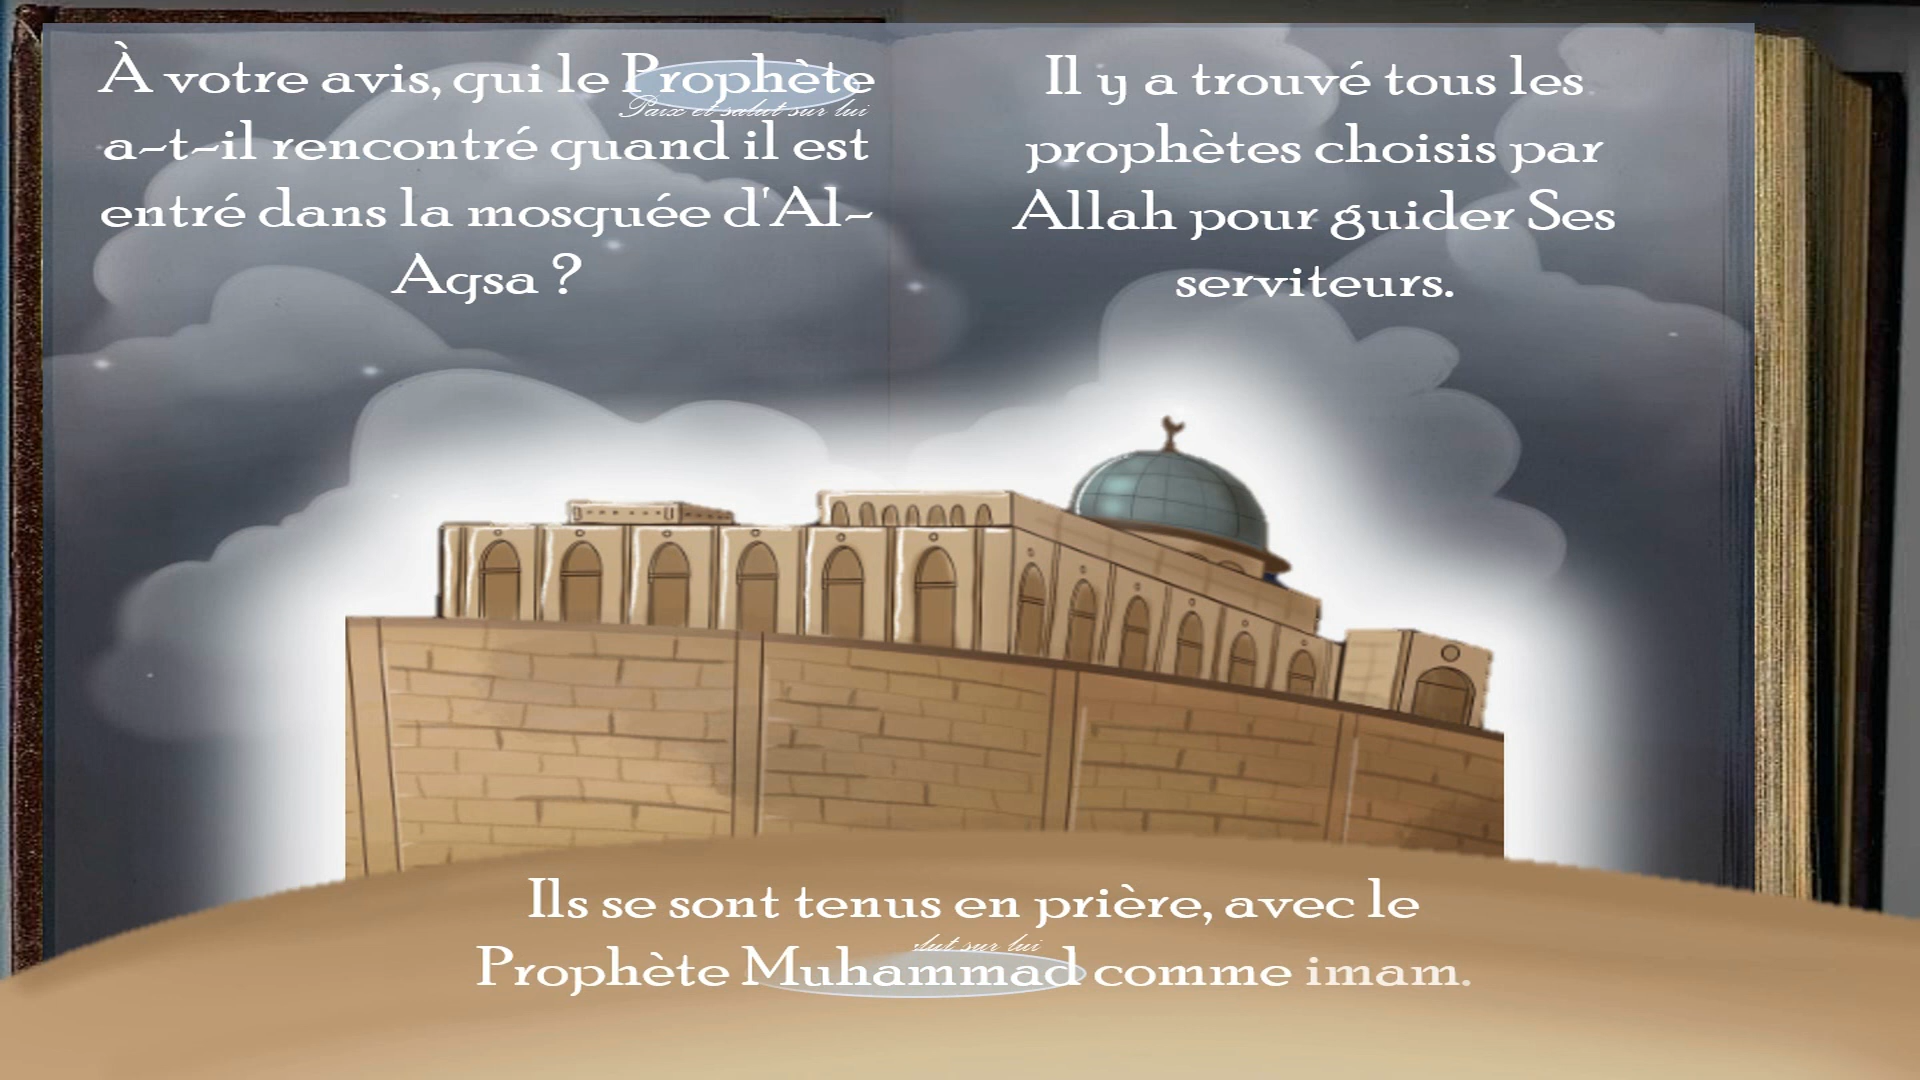 À votre avis, qui le Prophète
Paix et salut sur lui
a-t-il rencontré quand il est
entré dans la mosquée d'Al-
Aqsa ?
Il y a trouvé tous les
prophètes choisis par
Allah pour guider Ses
serviteurs.
Ils se sont tenus en prière, avec le
sur lui
Prophète Muhammad comme imam.